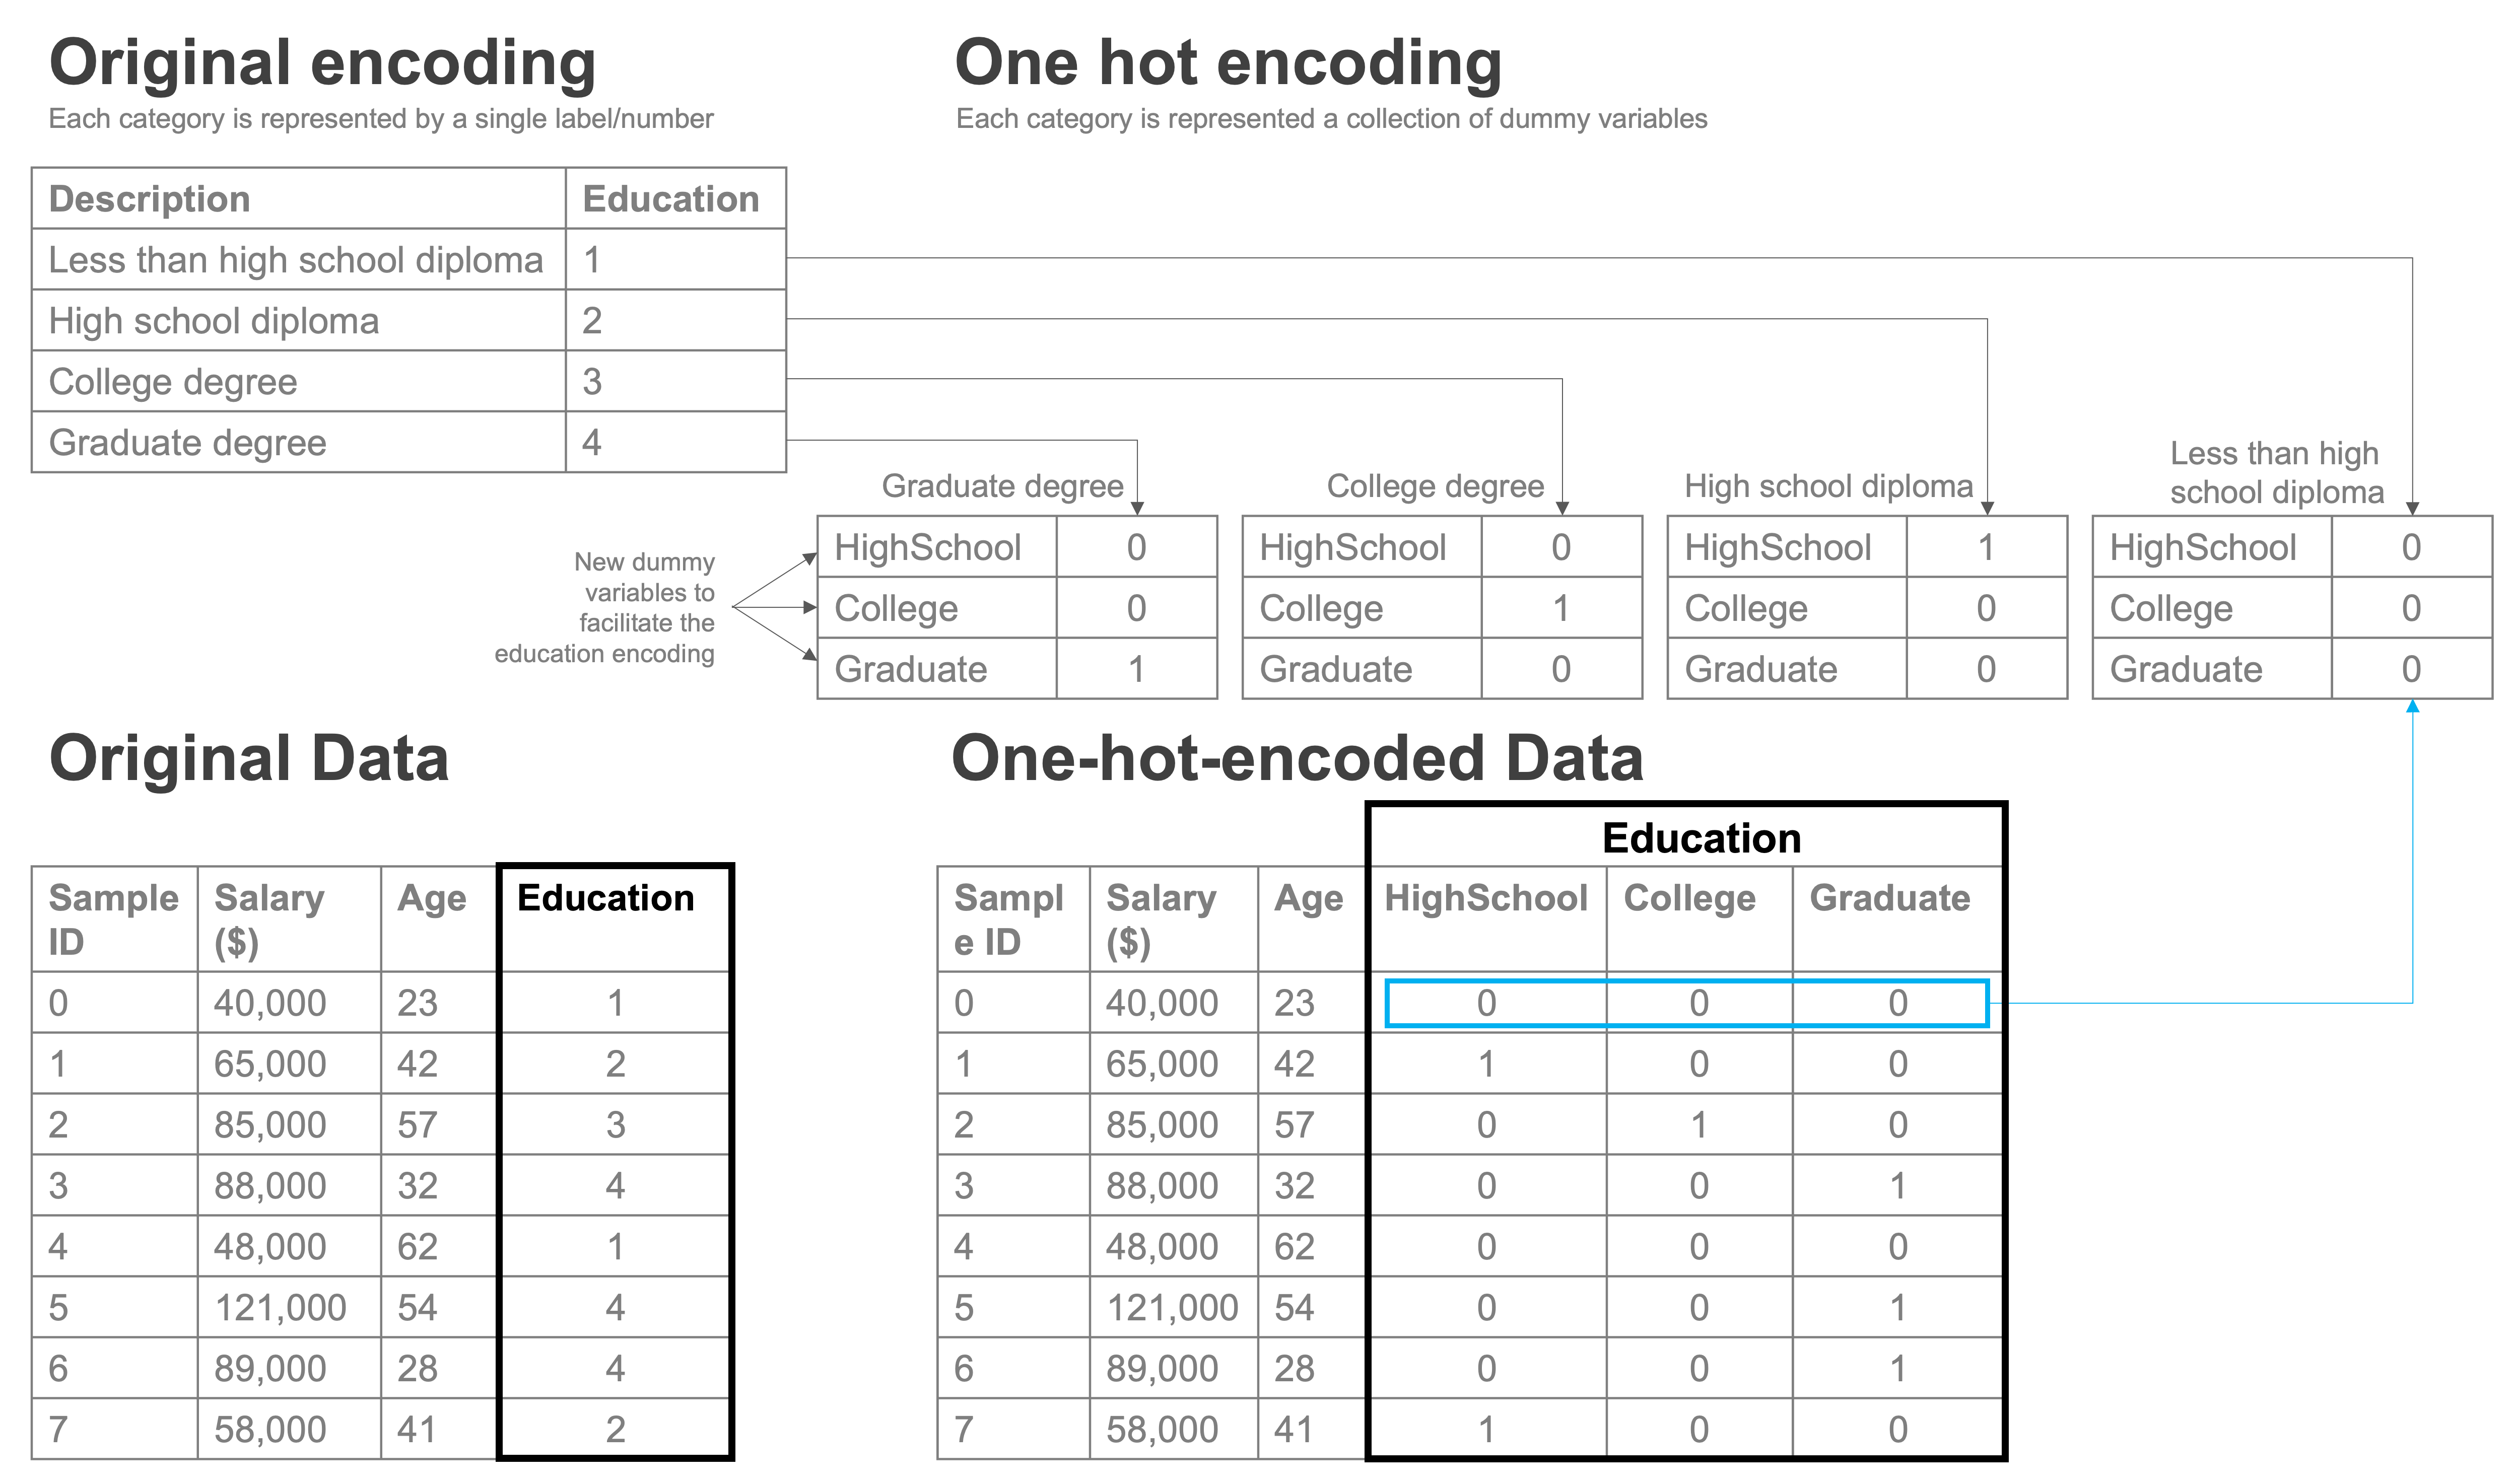 Original encoding
Each category is represented by a single label/number
One hot encoding
Each category is represented a collection of dummy variables
Description Education
Less than high school diploma 1
High school diploma 2
College degree 3
Graduate degree 4
New dummy
variables to
facilitate the
education encoding
Graduate degree
HighSchool 0
College 0
Graduate 1
College degree
HighSchool 0
College 1
Graduate 0
High school diploma
HighSchool 1
College 0
Graduate 0
Less than high
school diploma
HighSchool 0
College 0
Graduate 0
Original Data
Sample Salary Age Education
ID ($)
0 40,000 23 1
1 65,000 42 2
2 85,000 57 3
3 88,000 32 4
4 48,000 62 1
5 121,000 54 4
6 89,000 28 4
7 58,000 41 2
One-hot-encoded Data
Education
Sampl Salary Age HighSchool College Graduate
e ID ($)
0 40,000 23 0 0 0
1 65,000 42 1 0 0
2 85,000 57 0 1 0
3 88,000 32 0 0 1
4 48,000 62 0 0 0
5 121,000 54 0 0 1
6 89,000 28 0 0 1
7 58,000 41 1 0 0